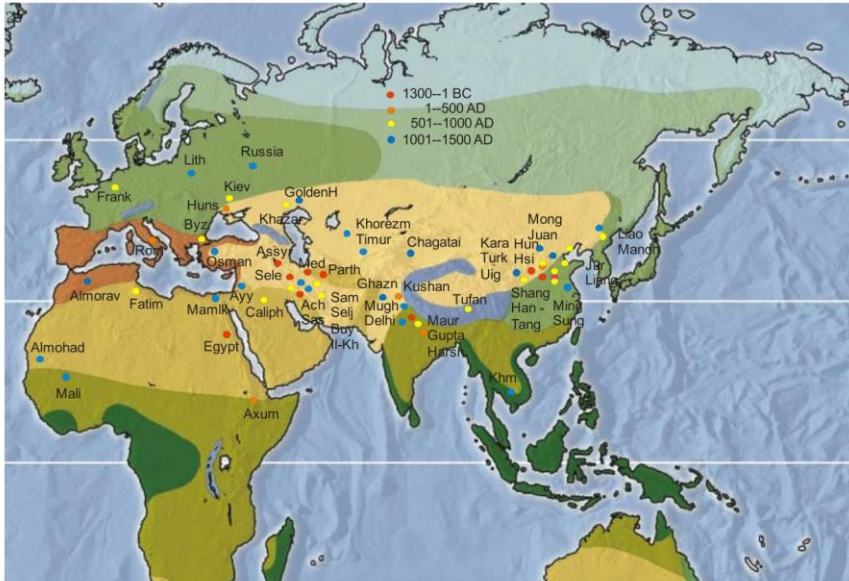 1300--1 BC
1--500 AD
501--1000 AD
1001--1500 AD
Russia
Lith
Frank
Kiev
GoldenH
Huns
Khazar
Byz
Rom
Osman
Khorezm
Timur
Chagatai
Mong
Juan
Kara
Turk
Uig
Hun
Hsi
Liao
Manch
Jur
Liang
Assyr
Med
Parth
Sele
Ghazn
Kushan
Tufan
Shang
Han
Tang
Ming
Sung
Almorav
Fatim
Ayy
Mamlk
Caliph
Ach
Sas
Sam
Selj
Buy
Il-Kh
Mugh
Delhi
Maur
Gupta
Harsh
Egypt
Almohad
Mali
Axum
Khm